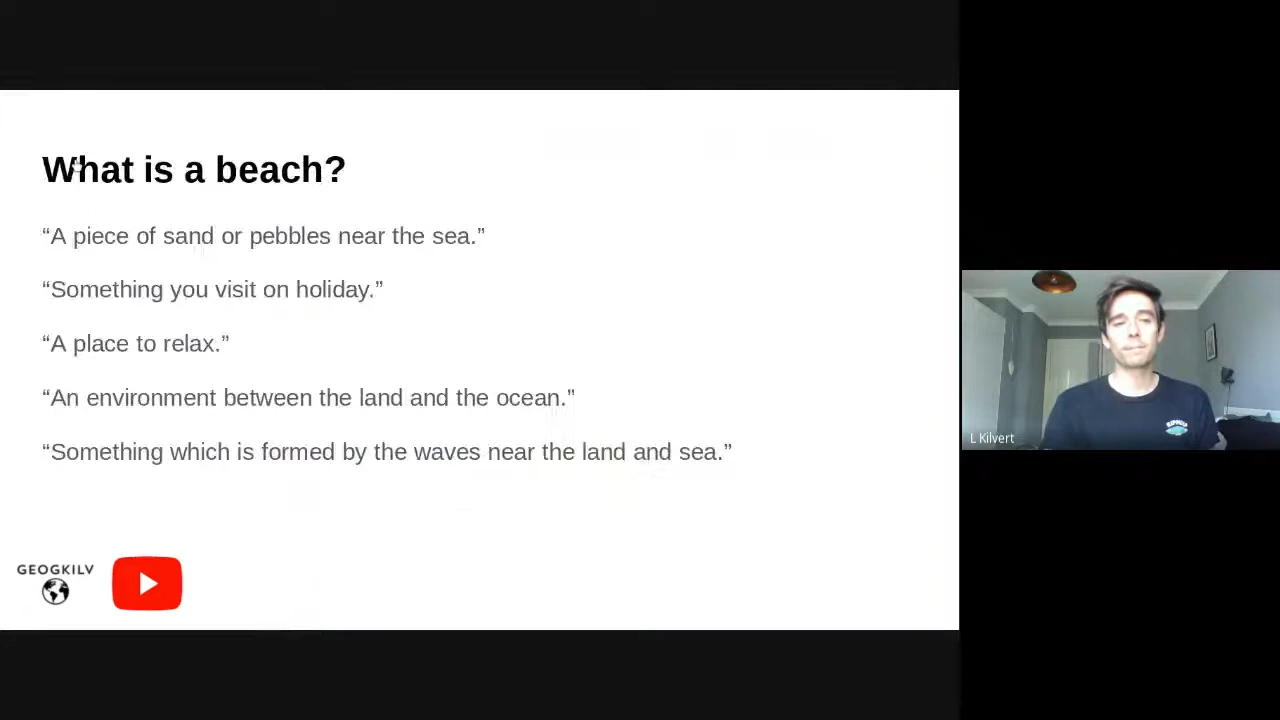 What is a beach?
“A piece of sand or pebbles near the sea.”
“Something you visit on holiday.”
“A place to relax.”
“An environment between the land and the ocean.”
“Something which is formed by the waves near the land and sea.”
GEOGKILV
L Kilvert